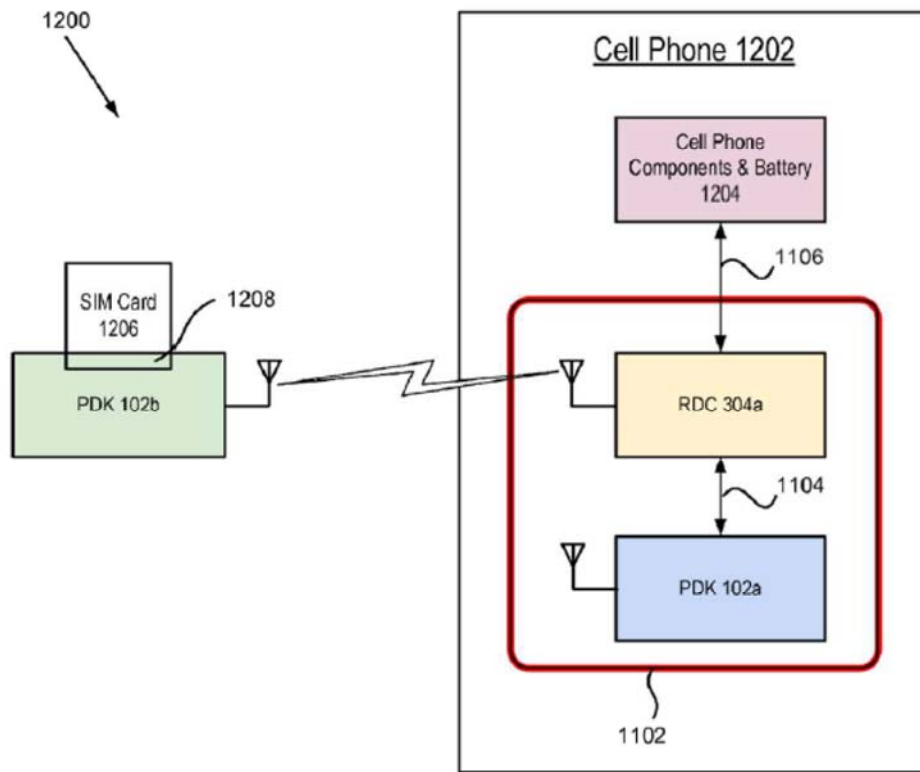 1200
Cell Phone 1202
Cell Phone
Components & Battery
1204
1106
SIM Card
1206
1208
PDK 102b
RDC 304a
1104
PDK 102a
1102